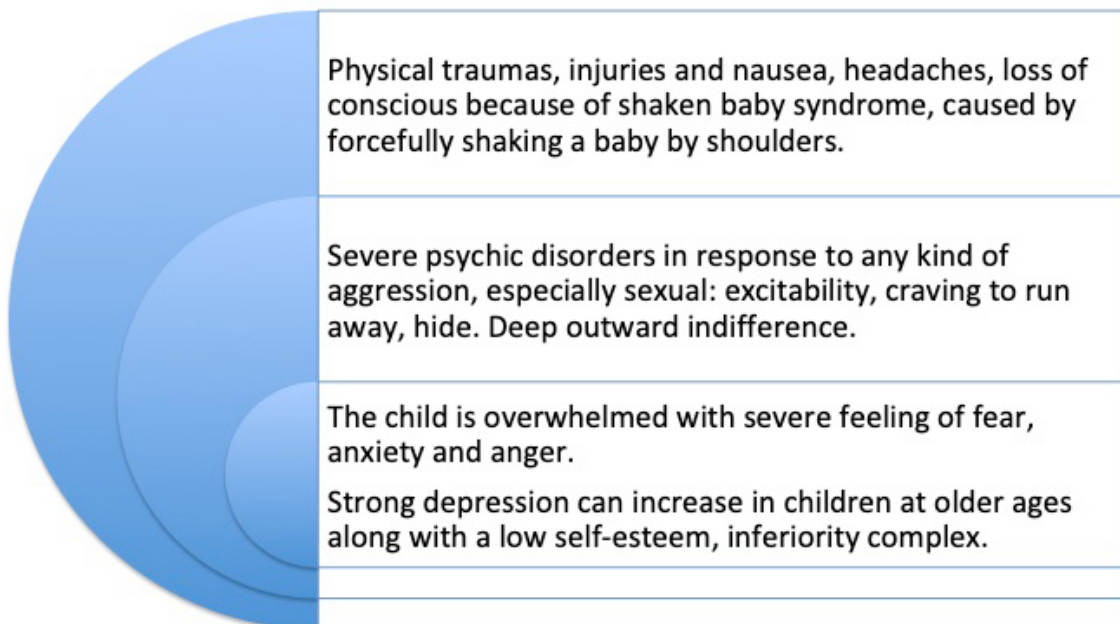 Physical traumas, injuries and nausea, headaches, loss of
conscious because of shaken baby syndrome, caused by
forcefully shaking a baby by shoulders.
Severe psychic disorders in response to any kind of
aggression, especially sexual: excitability, craving to run
away, hide. Deep outward indifference.
The child is overwhelmed with severe feeling of fear,
anxiety and anger.
Strong depression can increase in children at older ages
along with a low self-esteem, inferiority complex.